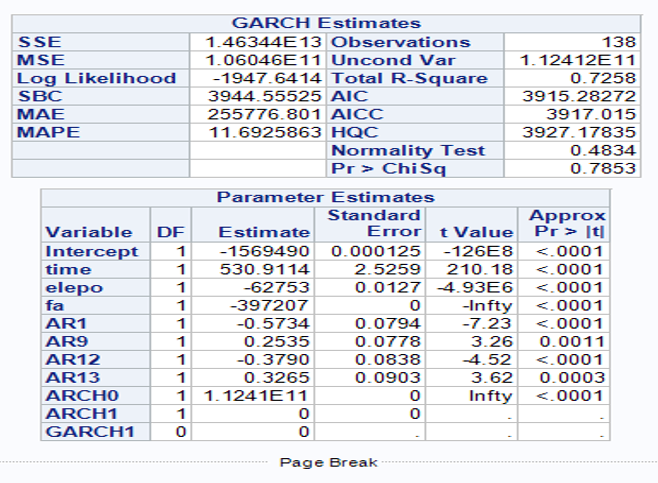 GARCH Estimates
SSE 1.46344E13 Observations 138
MSE 1.06046E11 Uncond Var 1.12412E11
Log Likelihood -1947.6414 Total R-Square 0.7258
SBC 3944.55525 AIC 3915.28272
MAE 255776.801 AICC 3917.015
MAPE 11.6925863 HQC 3927.17835
Normality Test 0.4834
Pr > ChiSq 0.7853
Parameter Estimates
Variable DF Estimate Standard Error t Value Approx Pr > |t|
Intercept 1 -1569490 0.000125 -126E8 <.0001
time 1 530.9114 2.5259 210.18 <.0001
elepo 1 -62753 0.0127 -4.93E6 <.0001
fa 1 -397207 0 -Infty <.0001
AR1 1 -0.5734 0.0794 -7.23 <.0001
AR9 1 0.2535 0.0778 3.26 0.0011
AR12 1 -0.3790 0.0838 -4.52 <.0001
AR13 1 0.3265 0.0903 3.62 0.0003
ARCH0 1 1.1241E11 0 Infty <.0001
ARCH1 1 0 0 . .
GARCH1 0 0 . . .
Page Break